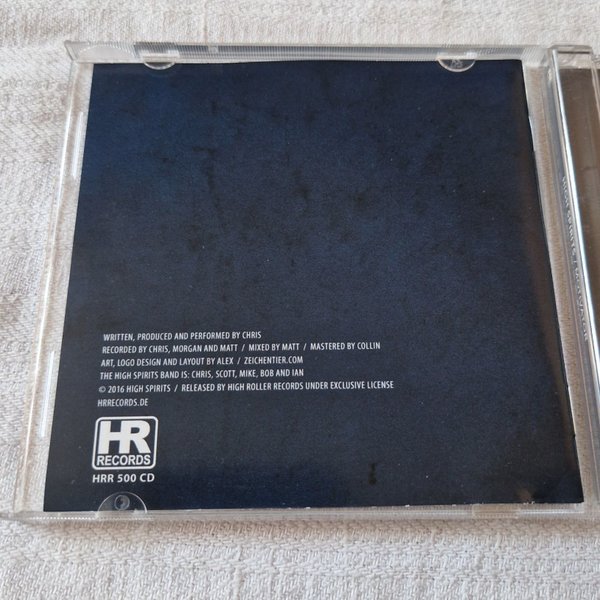 WRITTEN, PRODUCED AND PERFORMED BY CHRIS
RECORDED BY CHRIS, MORGAN AND MATT / MIXED BY MATT / MASTERED BY COLLIN
ART, LOGO DESIGN AND LAYOUT BY ALEX / ZEICHENTIER.COM
THE HIGH SPIRITS BAND IS: CHRIS, SCOTT, MIKE, BOB AND IAN
© 2016 HIGH SPIRITS / RELEASED BY HIGH ROLLER RECORDS UNDER EXCLUSIVE LICENSE
HRRECORDS.DE
HR
RECORDS
HRR 500 CD